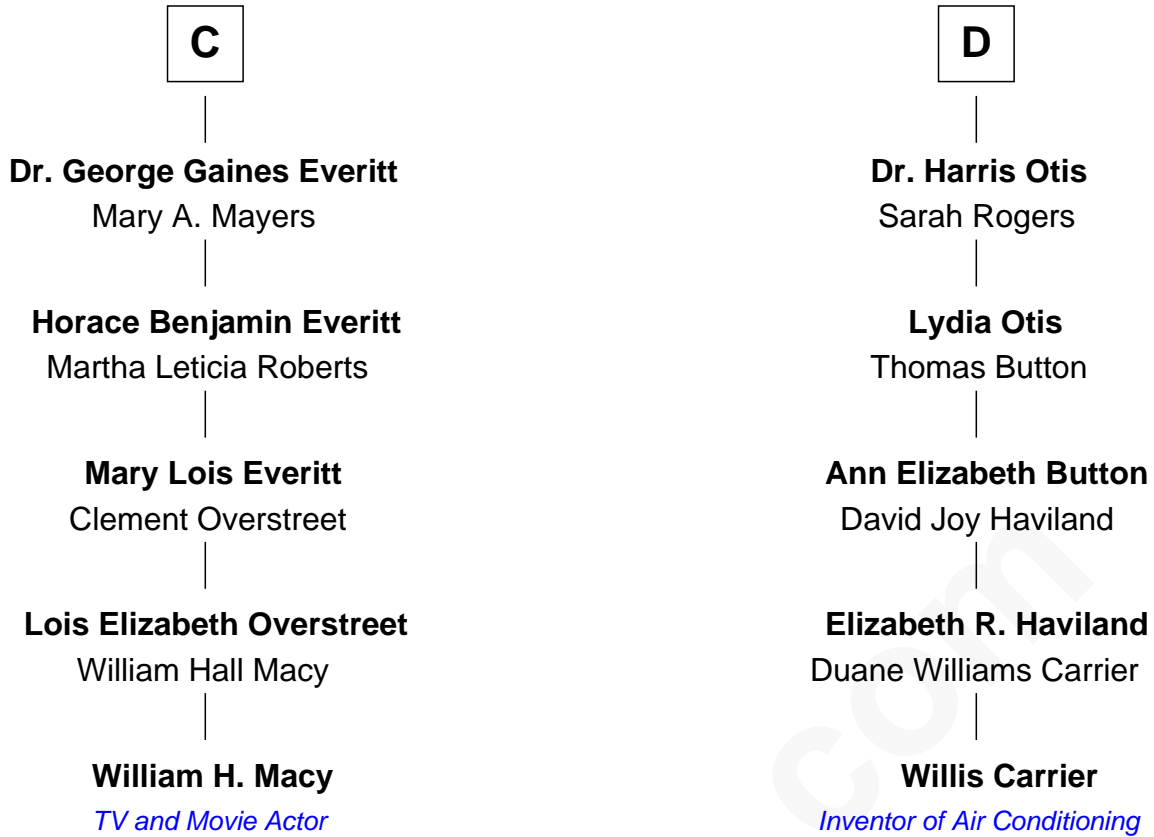 C
Dr. George Gaines Everitt
Mary A. Mayers
Horace Benjamin Everitt
Martha Leticia Roberts
Mary Lois Everitt
Clement Overstreet
Lois Elizabeth Overstreet
William Hall Macy
William H. Macy
TV and Movie Actor
D
Dr. Harris Otis
Sarah Rogers
Lydia Otis
Thomas Button
Ann Elizabeth Button
David Joy Haviland
Elizabeth R. Haviland
Duane Williams Carrier
Willis Carrier
Inventor of Air Conditioning
com